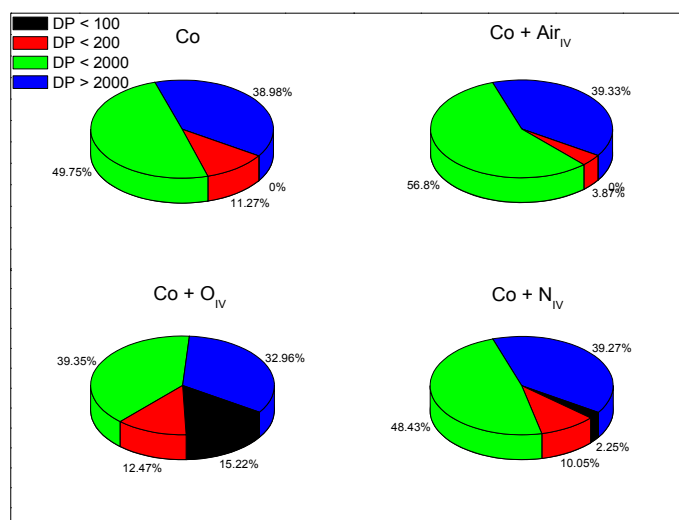 DP < 100
DP < 200
DP < 2000
DP > 2000
Co
38.98%
49.75%
0%
11.27%
Co + Air_IV
39.33%
56.8%
0%
3.87%
Co + O_IV
39.35%
32.96%
12.47%
15.22%
Co + N_IV
39.27%
48.43%
2.25%
10.05%